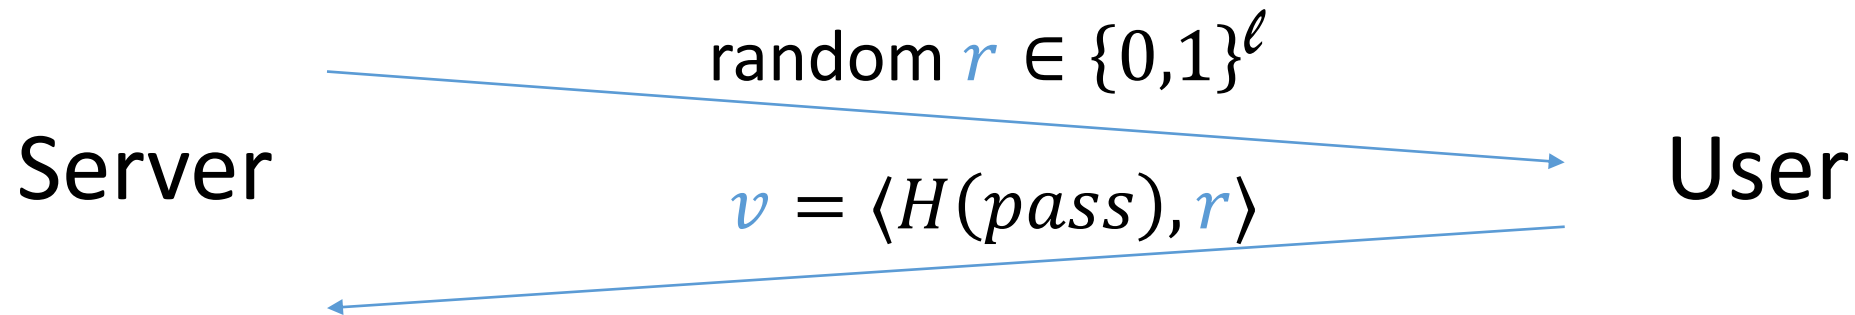 random r ∈ {0,1}^ℓ
Server
User
v = ⟨H(pass), r⟩